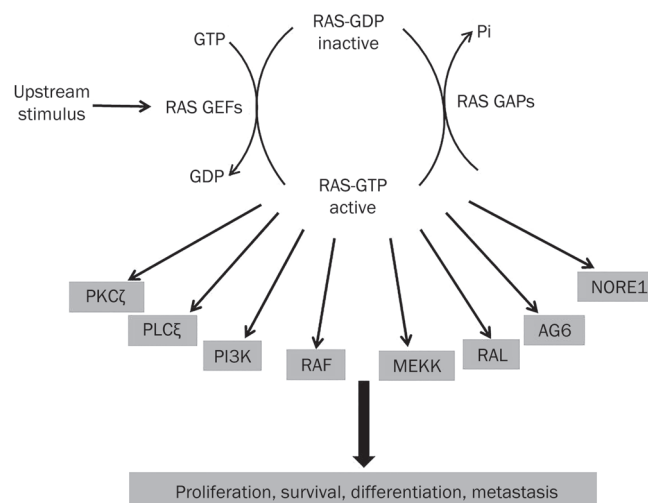 RAS-GDP
inactive
GTP
Pi
Upstream
stimulus
RAS GEFs
RAS GAPs
GDP
RAS-GTP
active
PKCζ
PLCξ
PI3K
RAF
MEKK
RAL
AG6
NORE1
Proliferation, survival, differentiation, metastasis